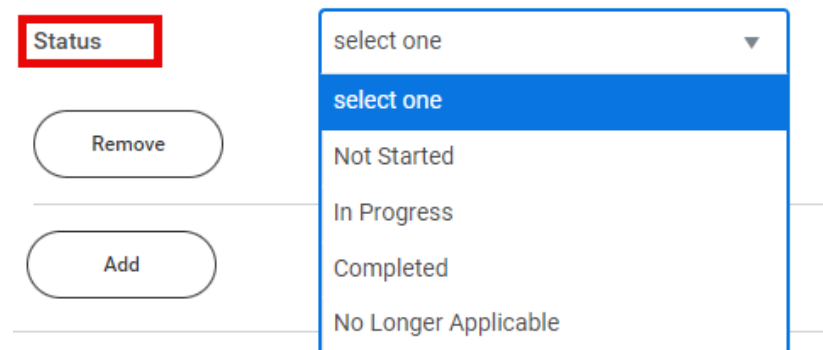 Status
select one
select one
Remove
Not Started
In Progress
Add
Completed
No Longer Applicable